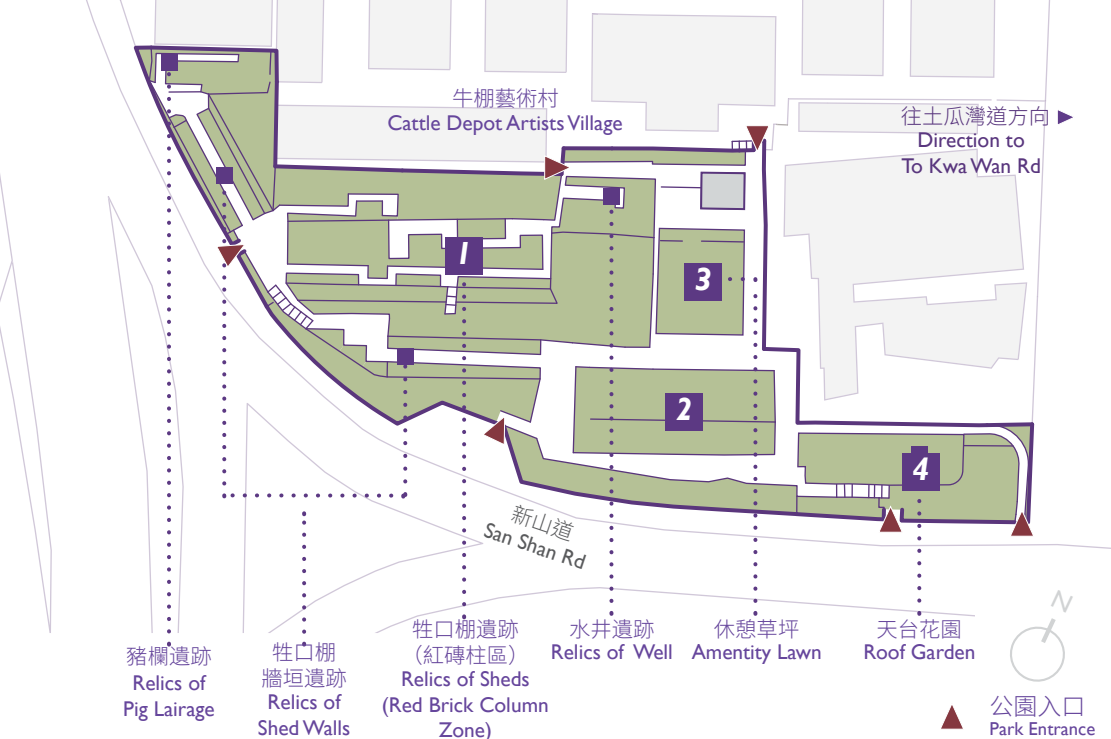 牛棚藝術村
Cattle Depot Artists Village
往土瓜灣道方向
Direction to
To Kwa Wan Rd
1
3
2
4
新山道
San Shan Rd
豬欄遺跡
Relics of
Pig Lairage
牲口棚
牆垣遺跡
Relics of
Shed Walls
牲口棚遺跡
（紅磚柱區）
Relics of Sheds
(Red Brick Column
Zone)
水井遺跡
Relics of Well
休憩草坪
Amentity Lawn
天台花園
Roof Garden
N
公園入口
Park Entrance